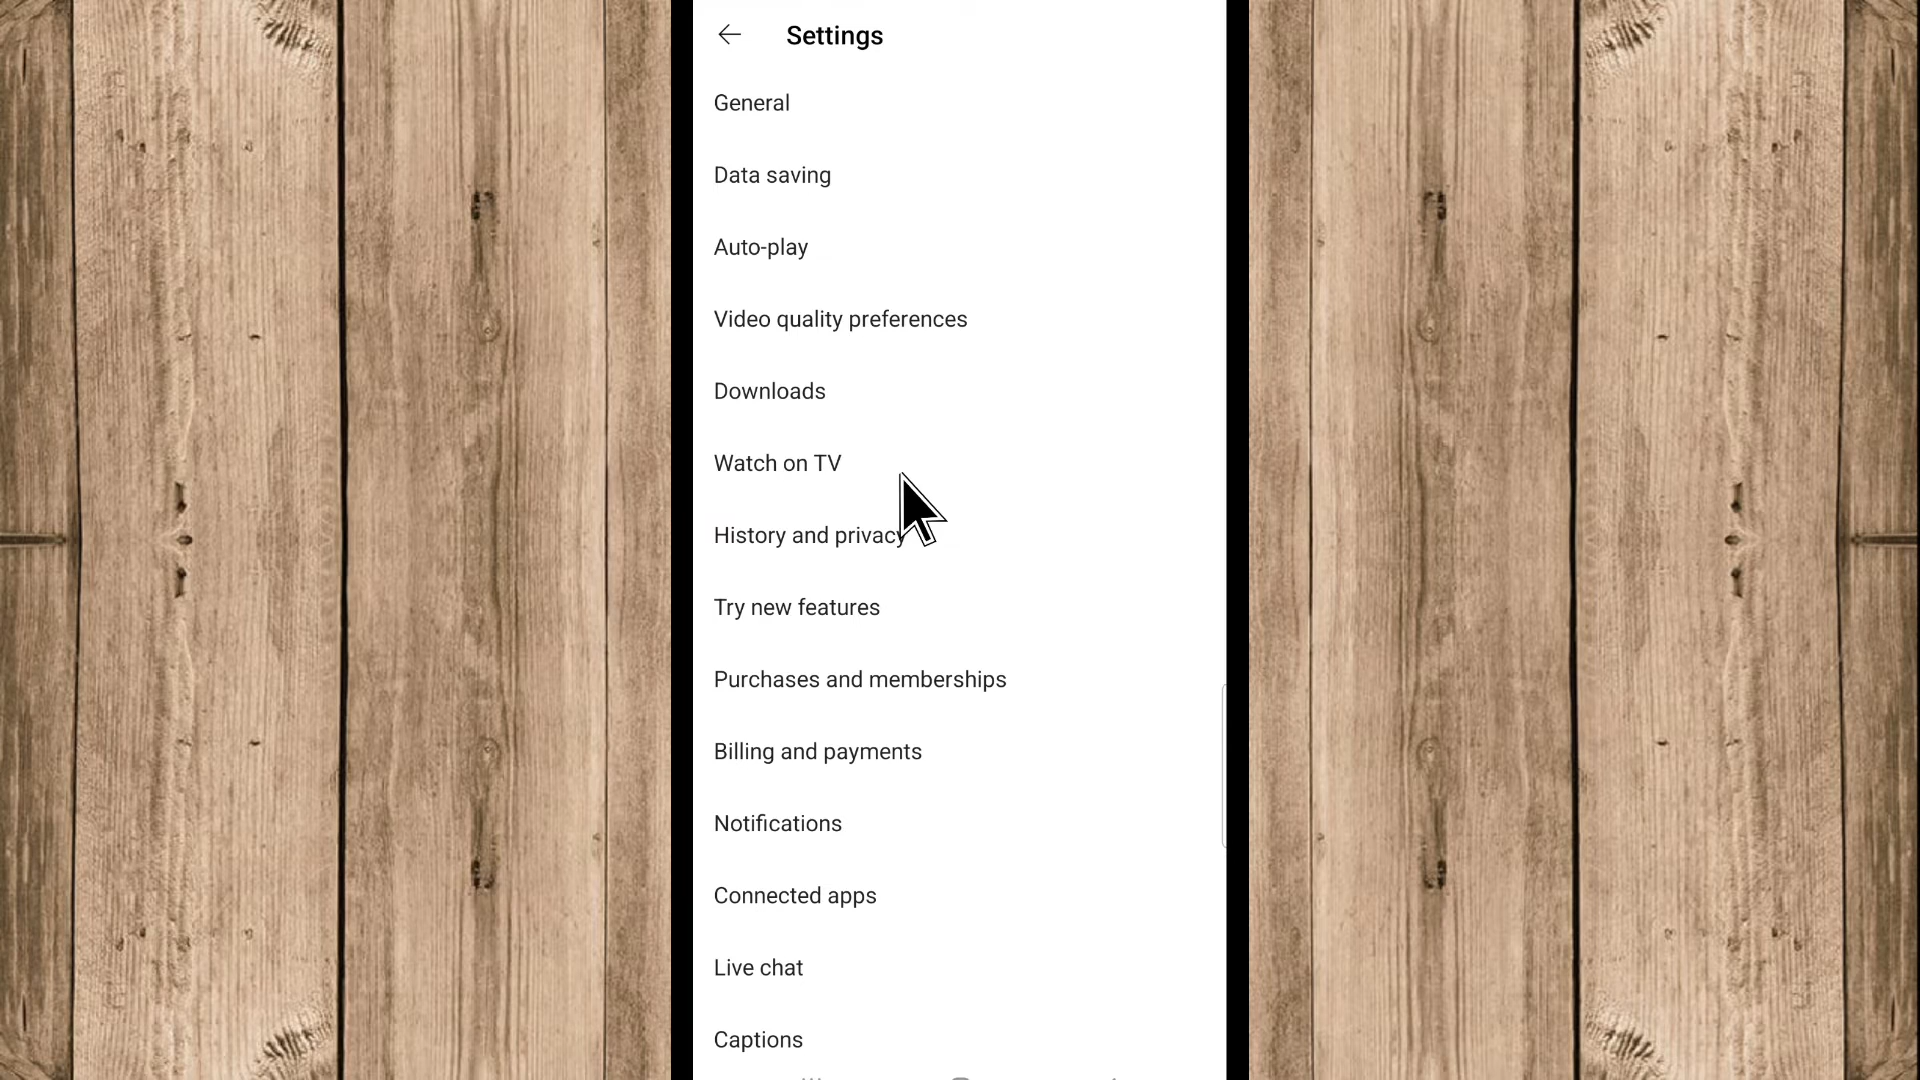 Settings
General
Data saving
Auto-play
Video quality preferences
Downloads
Watch on TV
History and privacy
Try new features
Purchases and memberships
Billing and payments
Notifications
Connected apps
Live chat
Captions